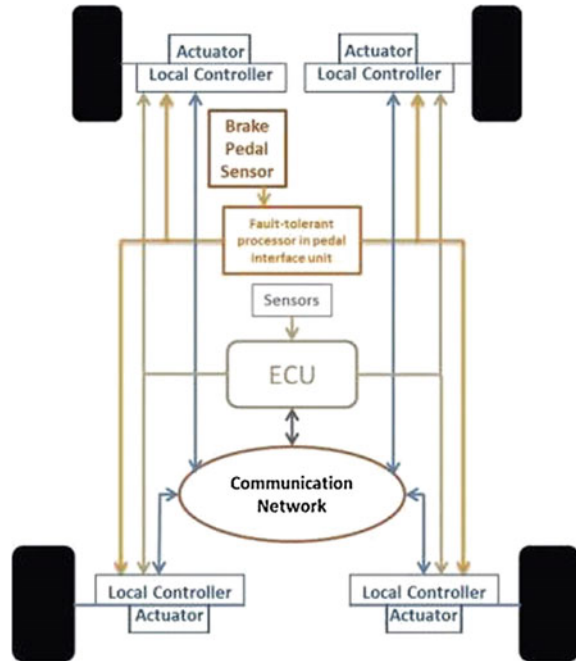 Actuator
Local Controller
Actuator
Local Controller
Brake
Pedal
Sensor
Fault-tolerant
processor in pedal
interface unit
Sensors
ECU
Communication
Network
Local Controller
Actuator
Local Controller
Actuator